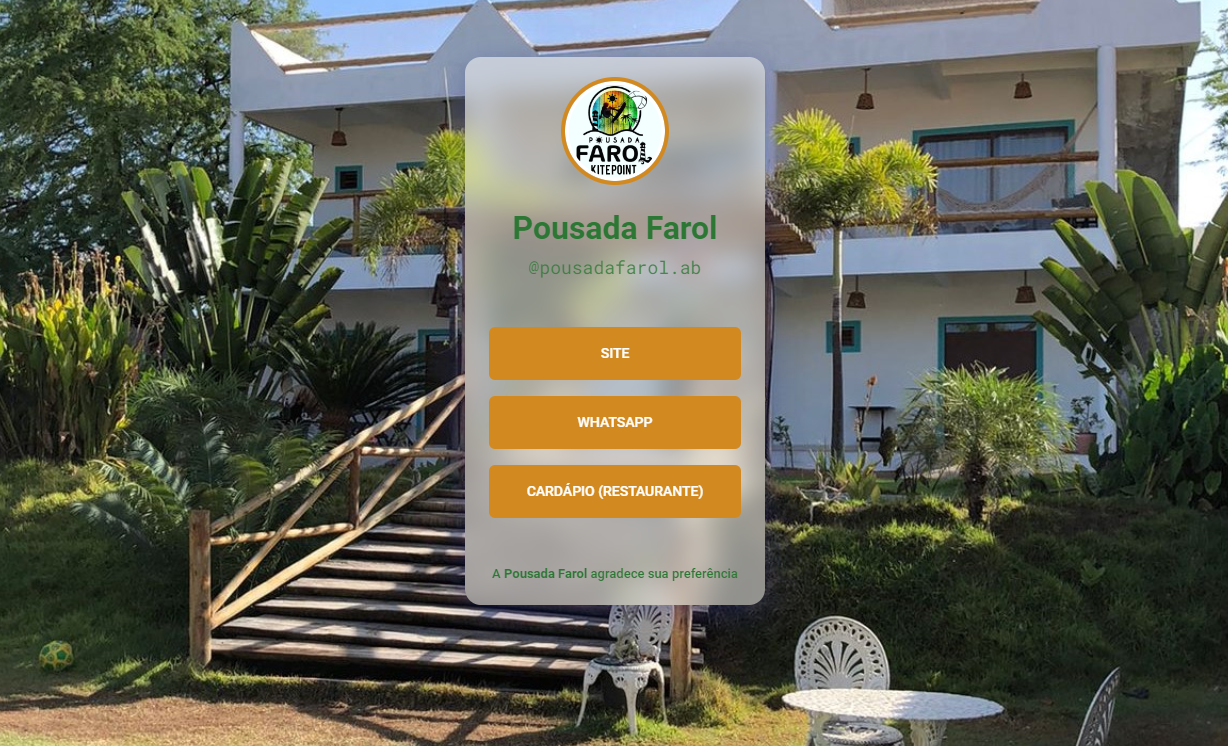 POUSADA
FAROL
KITEPOINT
Pousada Farol
@pousadafarol.ab
SITE
WHATSAPP
CARDÁPIO (RESTAURANTE)
A Pousada Farol agradece sua preferência